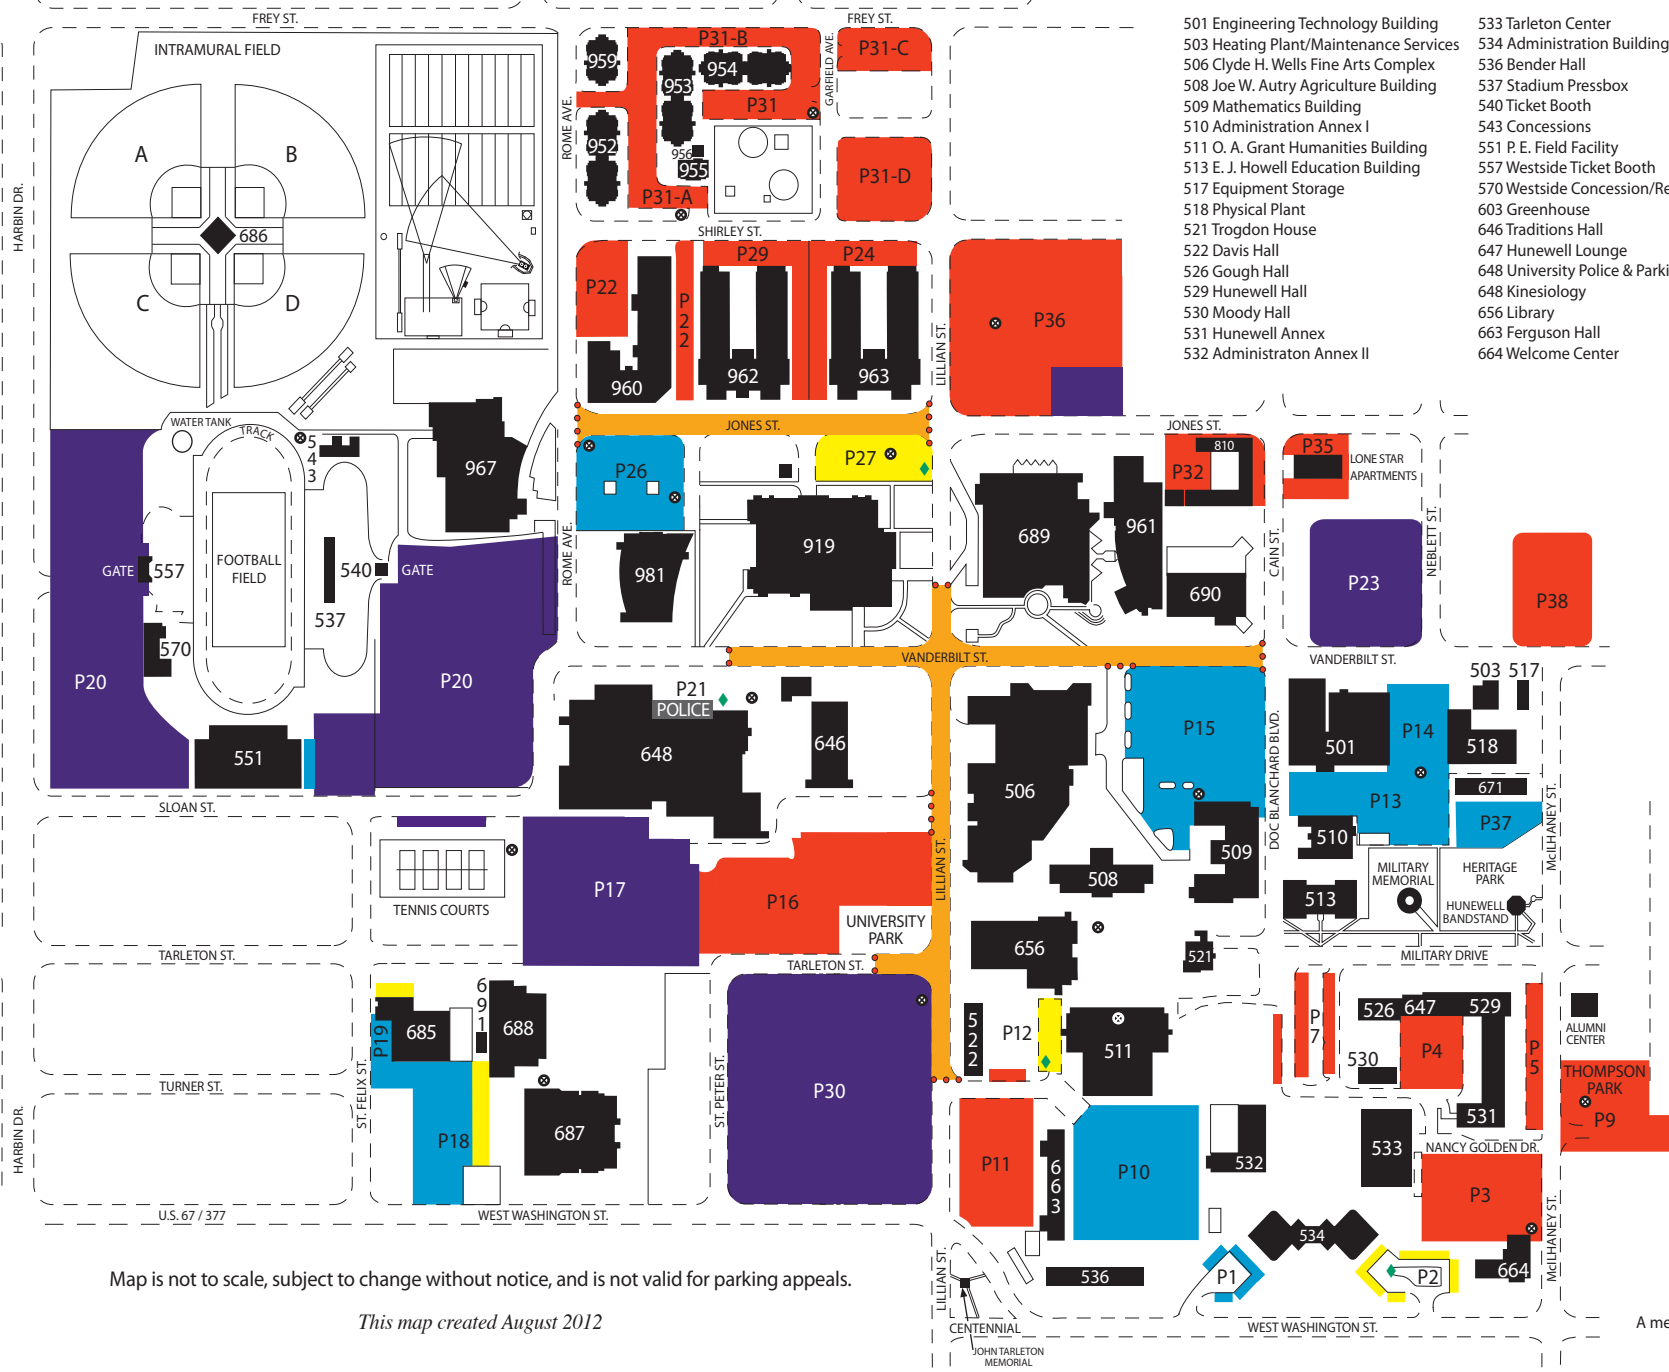 FREY ST.
FREY ST.
501 Engineering Technology Building
503 Heating Plant/Maintenance Services
506 Clyde H. Wells Fine Arts Complex
508 Joe W. Autry Agriculture Building
509 Mathematics Building
510 Administration Annex I
511 O. A. Grant Humanities Building
513 E. J. Howell Education Building
517 Equipment Storage
518 Physical Plant
521 Trogdon House
522 Davis Hall
526 Gough Hall
529 Hunewell Hall
530 Moody Hall
531 Hunewell Annex
532 Administraton Annex II
533 Tarleton Center
534 Administration Building
536 Bender Hall
537 Stadium Pressbox
540 Ticket Booth
543 Concessions
551 P. E. Field Facility
557 Westside Ticket Booth
570 Westside Concession/Re
603 Greenhouse
646 Traditions Hall
647 Hunewell Lounge
648 University Police & Parki
648 Kinesiology
656 Library
663 Ferguson Hall
664 Welcome Center
INTRAMURAL FIELD
A
B
C
D
686
HARBIN DR.
ROME AVE.
GARFIELD AVE.
959
P31-B
953
954
P31
952
956
955
P31-A
P31-C
P31-D
SHIRLEY ST.
P22
P22
P29
P24
960
962
963
LILLIAN ST.
P36
JONES ST.
JONES ST.
WATER TANK
TRACK
543
967
P26
P27
919
981
ROME AVE.
689
961
P32
810
690
CAIN ST.
P35
LONE STAR
APARTMENTS
NEBLETT ST.
P23
P38
GATE
557
FOOTBALL
FIELD
540
GATE
537
570
P20
P20
551
SLOAN ST.
VANDERBILT ST.
VANDERBILT ST.
P21
POLICE
648
646
506
P15
DOC BLANCHARD BLVD.
503
517
501
P14
518
671
P13
P37
510
McILHANEY ST.
508
509
513
MILITARY
MEMORIAL
HERITAGE
PARK
HUNEWELL
BANDSTAND
TENNIS COURTS
P17
P16
UNIVERSITY
PARK
LILLIAN ST.
656
521
TARLETON ST.
TARLETON ST.
MILITARY DRIVE
P19
685
691
688
522
P12
511
P7
526
647
529
530
P4
P5
ALUMNI
CENTER
TURNER ST.
ST. FELIX ST.
P18
687
ST. PETER ST.
P30
THOMPSON
PARK
P9
531
533
NANCY GOLDEN DR.
HARBIN DR.
P11
663
P10
532
P3
U.S. 67 / 377
WEST WASHINGTON ST.
534
McILHANEY ST.
LILLIAN ST.
536
P1
P2
664
Map is not to scale, subject to change without notice, and is not valid for parking appeals.
This map created August 2012
CENTENNIAL
WEST WASHINGTON ST.
JOHN TARLETON
MEMORIAL
A me